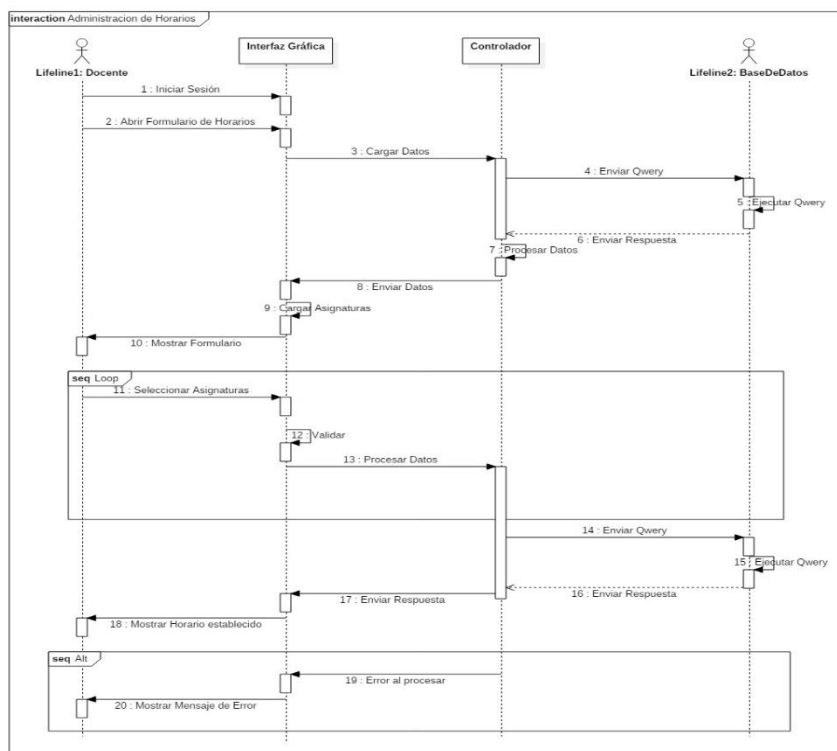 interaction Administracion de Horarios
Interfaz Gráfica
Controlador
Lifeline1: Docente
Lifeline2: BaseDeDatos
1 : Iniciar Sesión
2 : Abrir Formulario de Horarios
3 : Cargar Datos
4 : Enviar Qwery
5 : Ejecutar Qwery
6 : Enviar Respuesta
7 : Procesar Datos
8 : Enviar Datos
9 : Cargar Asignaturas
10 : Mostrar Formulario
seq Loop
11 : Seleccionar Asignaturas
12 : Validar
13 : Procesar Datos
14 : Enviar Qwery
15 : Ejecutar Qwery
16 : Enviar Respuesta
17 : Enviar Respuesta
18 : Mostrar Horario establecido
seq Alt
19 : Error al procesar
20 : Mostrar Mensaje de Error